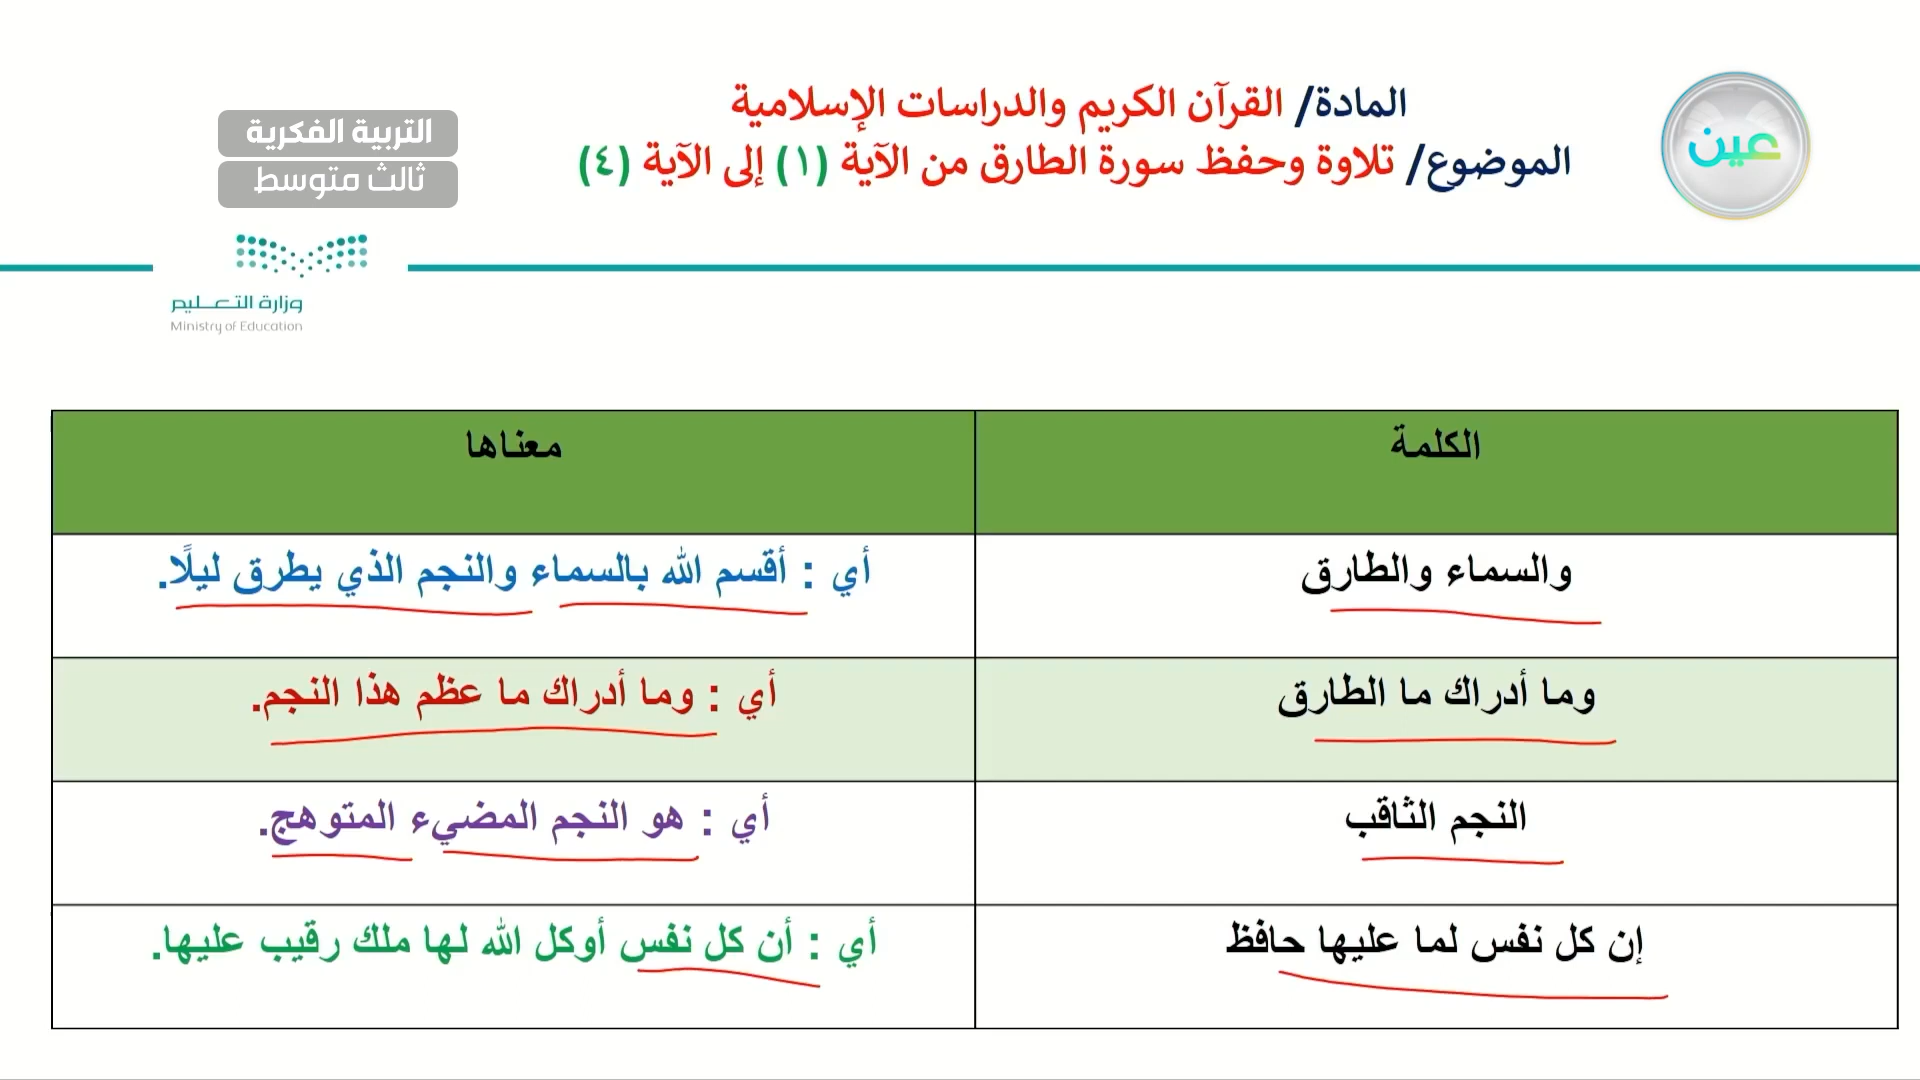 المادة/ القرآن الكريم والدراسات الإسلامية
الموضوع/ تلاوة وحفظ سورة الطارق من الآية (١) إلى الآية (٤)
عين
التربية الفكرية
ثالث متوسط
وزارة التعليم
Ministry of Education
الكلمة
معناها
والسماء والطارق
أي : أقسم الله بالسماء والنجم الذي يطرق ليلًا.
وما أدراك ما الطارق
أي : وما أدراك ما عظم هذا النجم.
النجم الثاقب
أي : هو النجم المضيء المتوهج.
إن كل نفس لما عليها حافظ
أي : أن كل نفس أوكل الله لها ملك رقيب عليها.